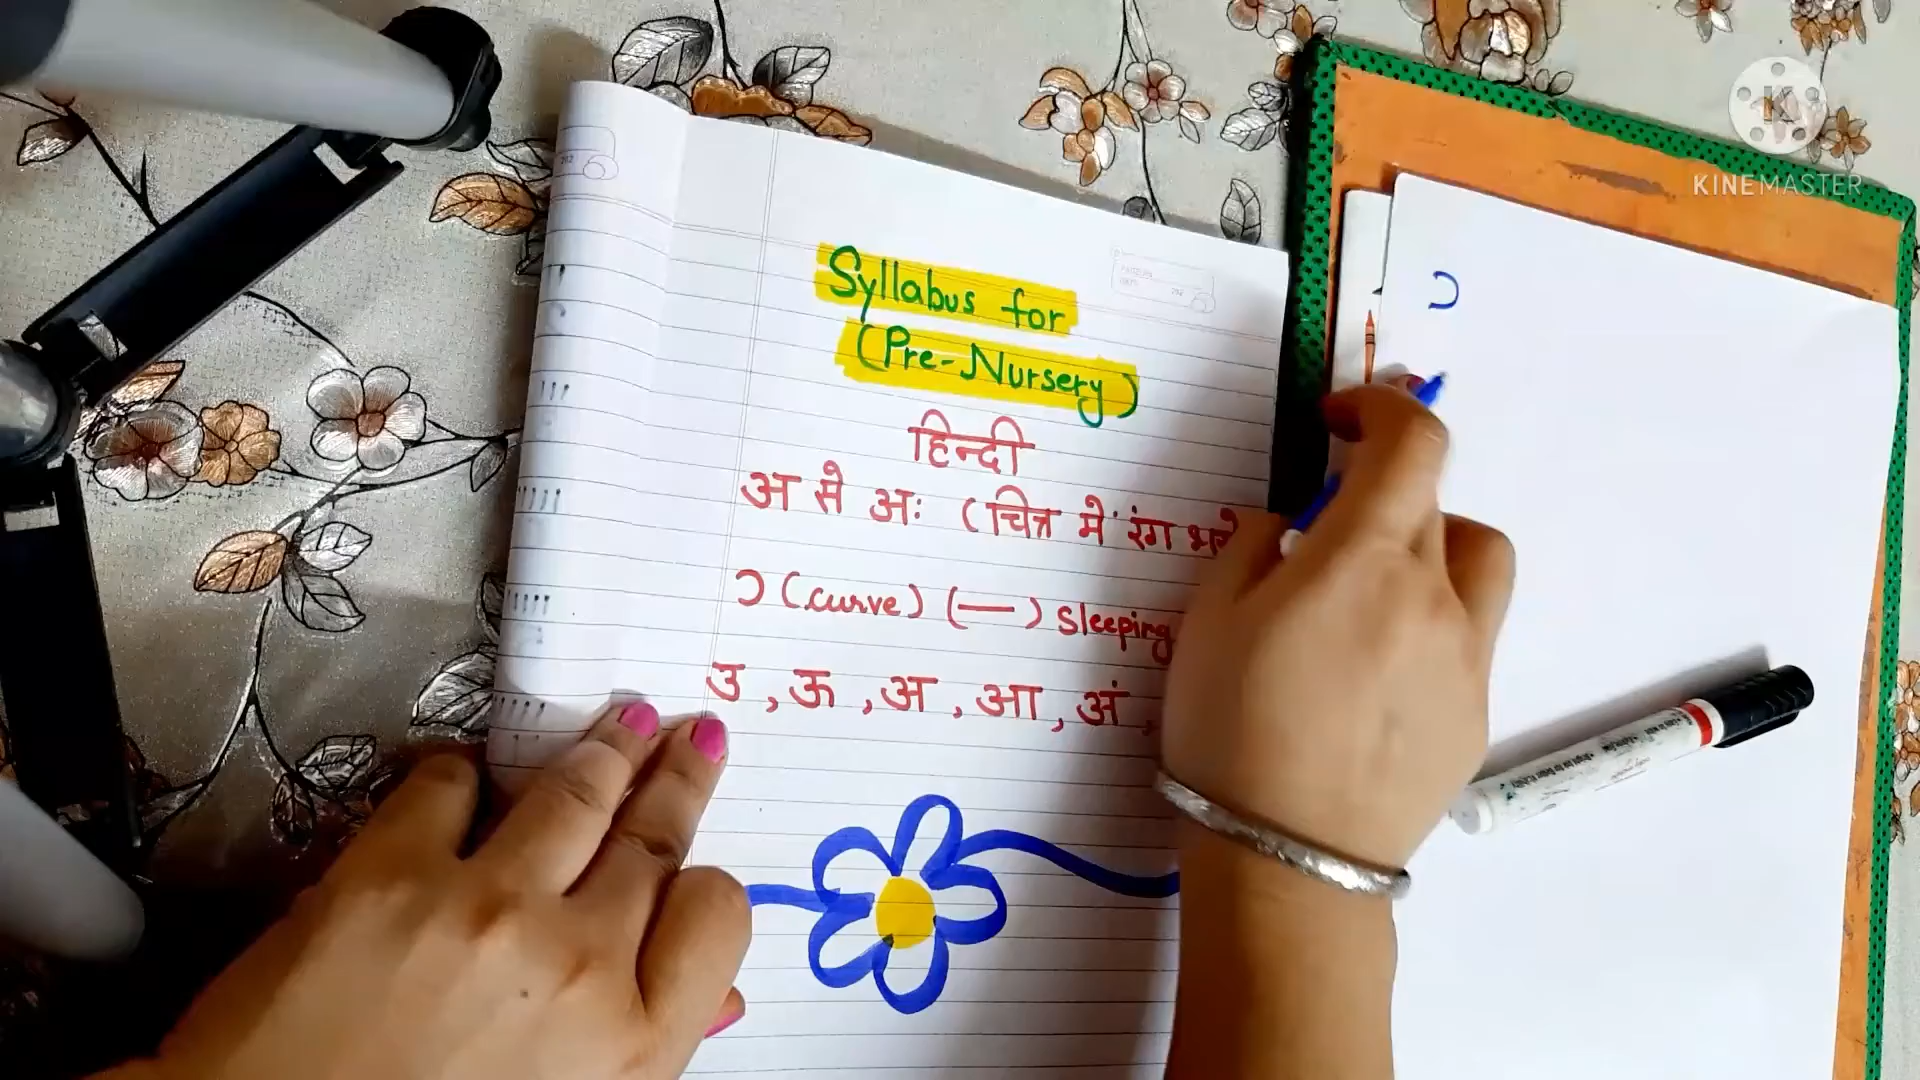 Syllabus for
(Pre-Nursery)
हिन्दी
अ से अः (चित्र में रंग भरो
Ɔ (curve) (—) Sleeping
उ, ऊ, अ, आ, अं,
KINEMASTER